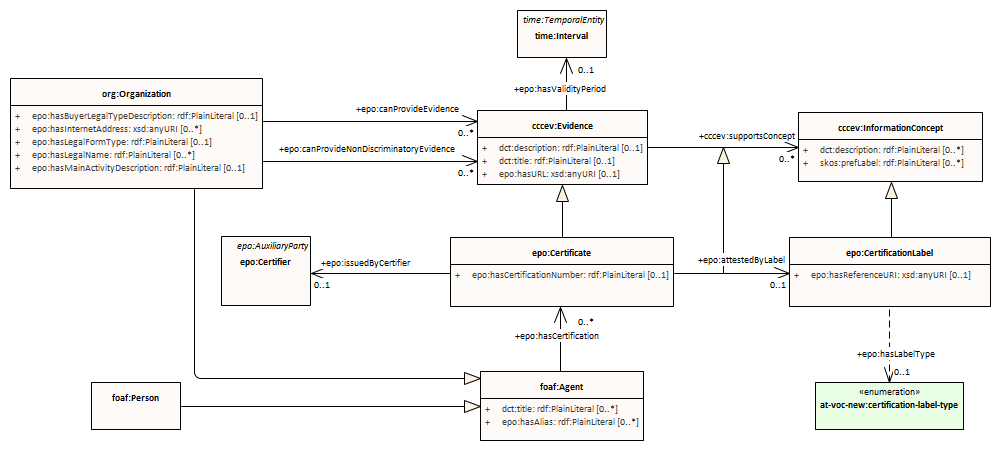 time:TemporalEntity
time:Interval
0..1
+epo:hasValidityPeriod
org:Organization
+ epo:hasBuyerLegalTypeDescription: rdf:PlainLiteral [0..1]
+ epo:hasInternetAddress: xsd:anyURI [0..*]
+ epo:hasLegalFormType: rdf:PlainLiteral [0..1]
+ epo:hasLegalName: rdf:PlainLiteral [0..*]
+ epo:hasMainActivityDescription: rdf:PlainLiteral [0..1]
+epo:canProvideEvidence
0..*
+epo:canProvideNonDiscriminatoryEvidence
0..*
cccev:Evidence
+ dct:description: rdf:PlainLiteral [0..1]
+ dct:title: rdf:PlainLiteral [0..1]
+ epo:hasURL: xsd:anyURI [0..1]
+cccev:supportsConcept
0..*
cccev:InformationConcept
+ dct:description: rdf:PlainLiteral [0..*]
+ skos:prefLabel: rdf:PlainLiteral [0..*]
epo:AuxiliaryParty
epo:Certifier
+epo:issuedByCertifier
0..1
epo:Certificate
+ epo:hasCertificationNumber: rdf:PlainLiteral [0..1]
+epo:attestedByLabel
0..1
epo:CertificationLabel
+ epo:hasReferenceURI: xsd:anyURI [0..1]
0..*
+epo:hasCertification
+epo:hasLabelType
0..1
foaf:Person
foaf:Agent
+ dct:title: rdf:PlainLiteral [0..*]
+ epo:hasAlias: rdf:PlainLiteral [0..*]
«enumeration»
at-voc-new:certification-label-type